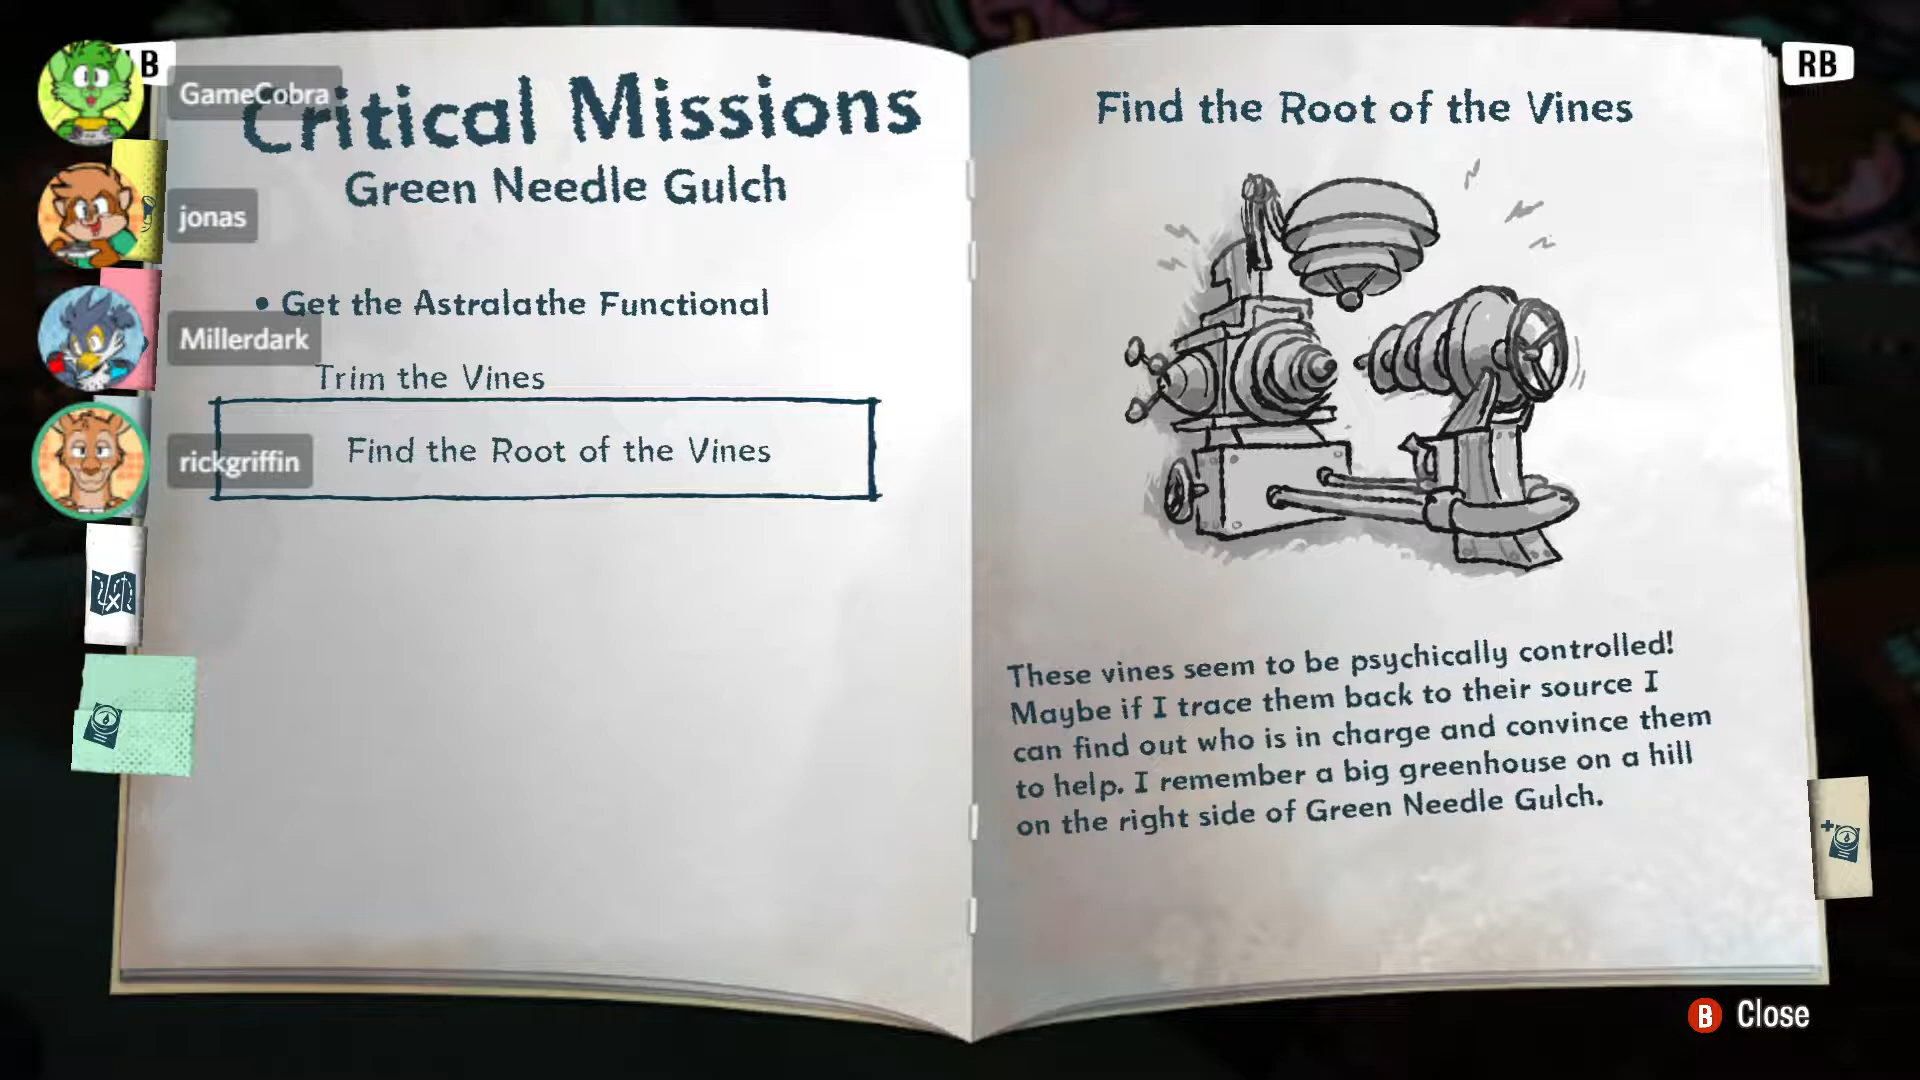 B
GameCobra
Critical Missions
RB
Green Needle Gulch
Find the Root of the Vines
jonas
• Get the Astralathe Functional
Millerdark
Trim the Vines
rickgriffin
Find the Root of the Vines
These vines seem to be psychically controlled!
Maybe if I trace them back to their source I
can find out who is in charge and convince them
to help. I remember a big greenhouse on a hill
on the right side of Green Needle Gulch.
B Close